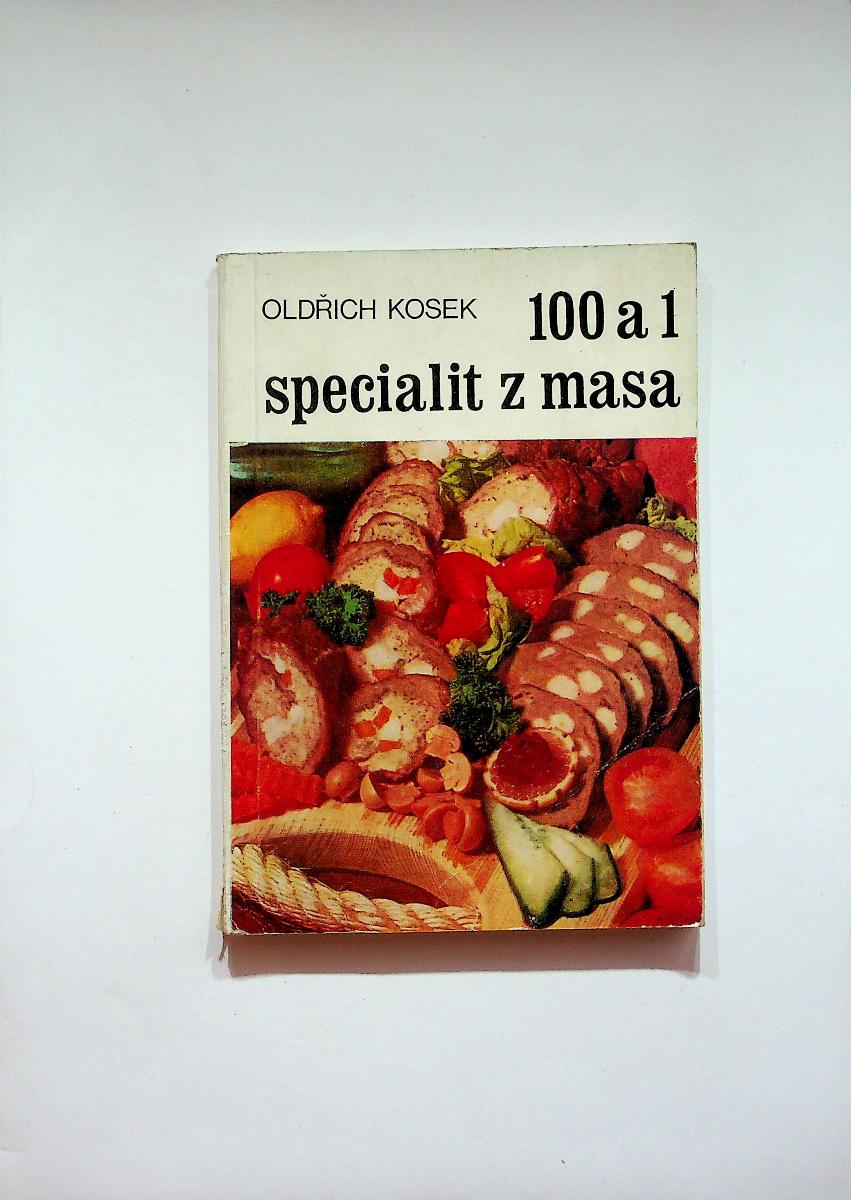 OLDŘICH KOSEK
100 a 1
specialit z masa